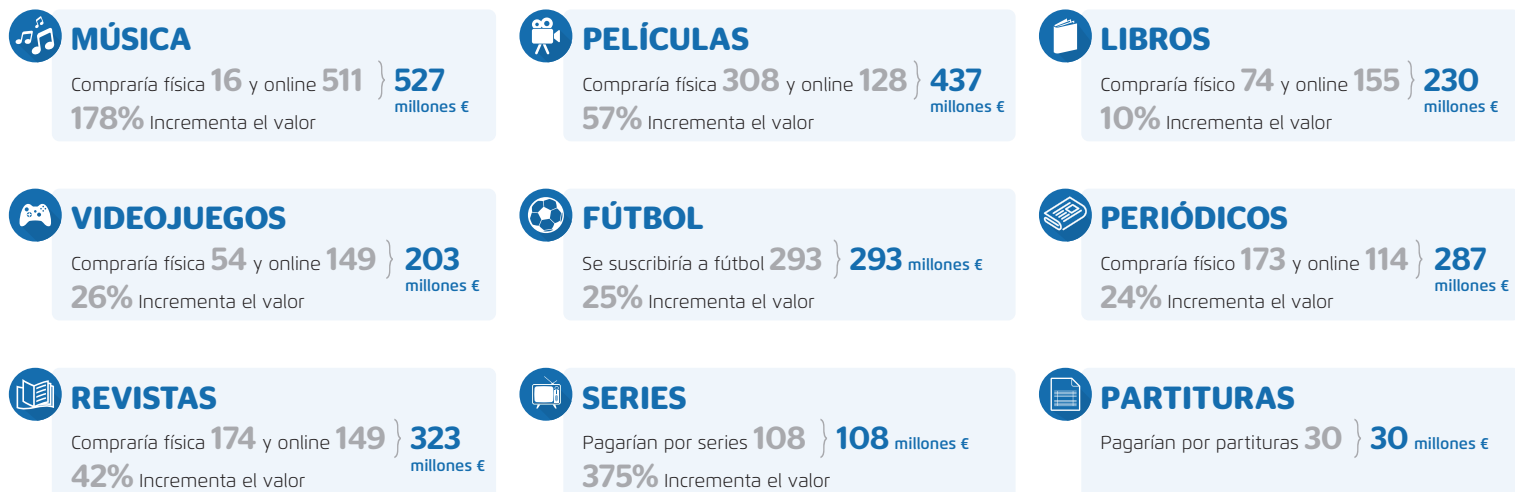 MÚSICA
Compraría física 16 y online 511 } 527
millones €
178% Incrementa el valor
PELÍCULAS
Compraría física 308 y online 128 } 437
millones €
57% Incrementa el valor
LIBROS
Compraría físico 74 y online 155 } 230
millones €
10% Incrementa el valor
VIDEOJUEGOS
Compraría física 54 y online 149 } 203
millones €
26% Incrementa el valor
FÚTBOL
Se suscribiría a fútbol 293 } 293 millones €
25% Incrementa el valor
PERIÓDICOS
Compraría físico 173 y online 114 } 287
millones €
24% Incrementa el valor
REVISTAS
Compraría física 174 y online 149 } 323
millones €
42% Incrementa el valor
SERIES
Pagarían por series 108 } 108 millones €
375% Incrementa el valor
PARTITURAS
Pagarían por partituras 30 } 30 millones €